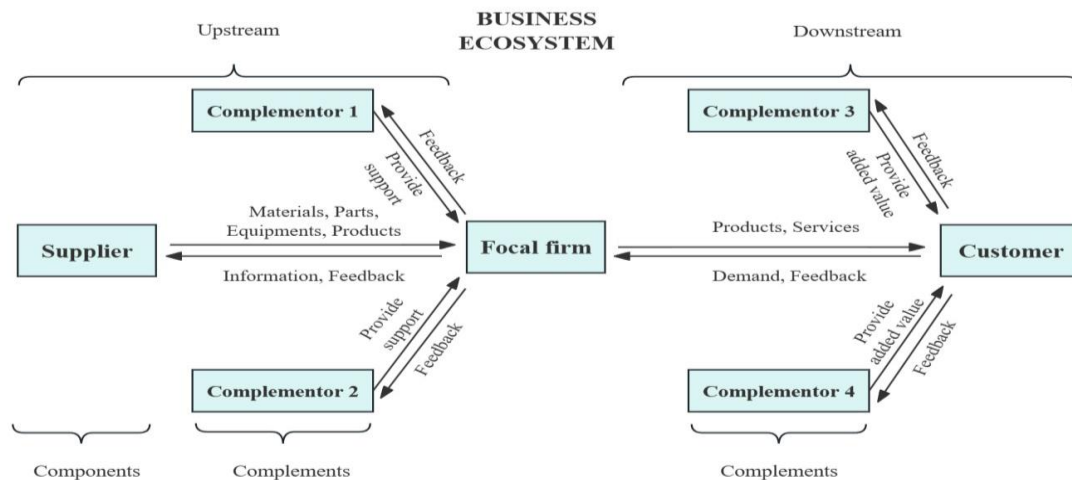 BUSINESS
ECOSYSTEM
Upstream
Downstream
Complementor 1
Complementor 3
Feedback
Provide
support
Feedback
Provide
added value
Materials, Parts,
Equipments, Products
Products, Services
Supplier
Focal firm
Customer
Information, Feedback
Demand, Feedback
Provide
support
Feedback
Provide
added value
Feedback
Complementor 2
Complementor 4
Components
Complements
Complements